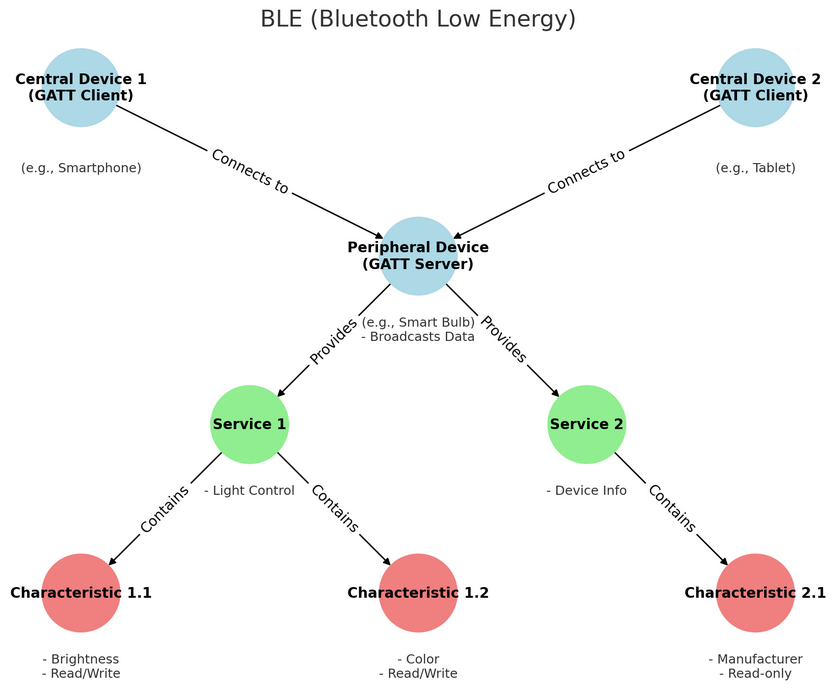 BLE (Bluetooth Low Energy)
Central Device 1
(GATT Client)
Central Device 2
(GATT Client)
(e.g., Smartphone)
(e.g., Tablet)
Connects to
Connects to
Peripheral Device
(GATT Server)
(e.g., Smart Bulb)
- Broadcasts Data
Provides
Provides
Service 1
Service 2
- Light Control
- Device Info
Contains
Contains
Contains
Characteristic 1.1
Characteristic 1.2
Characteristic 2.1
- Brightness
- Read/Write
- Color
- Read/Write
- Manufacturer
- Read-only